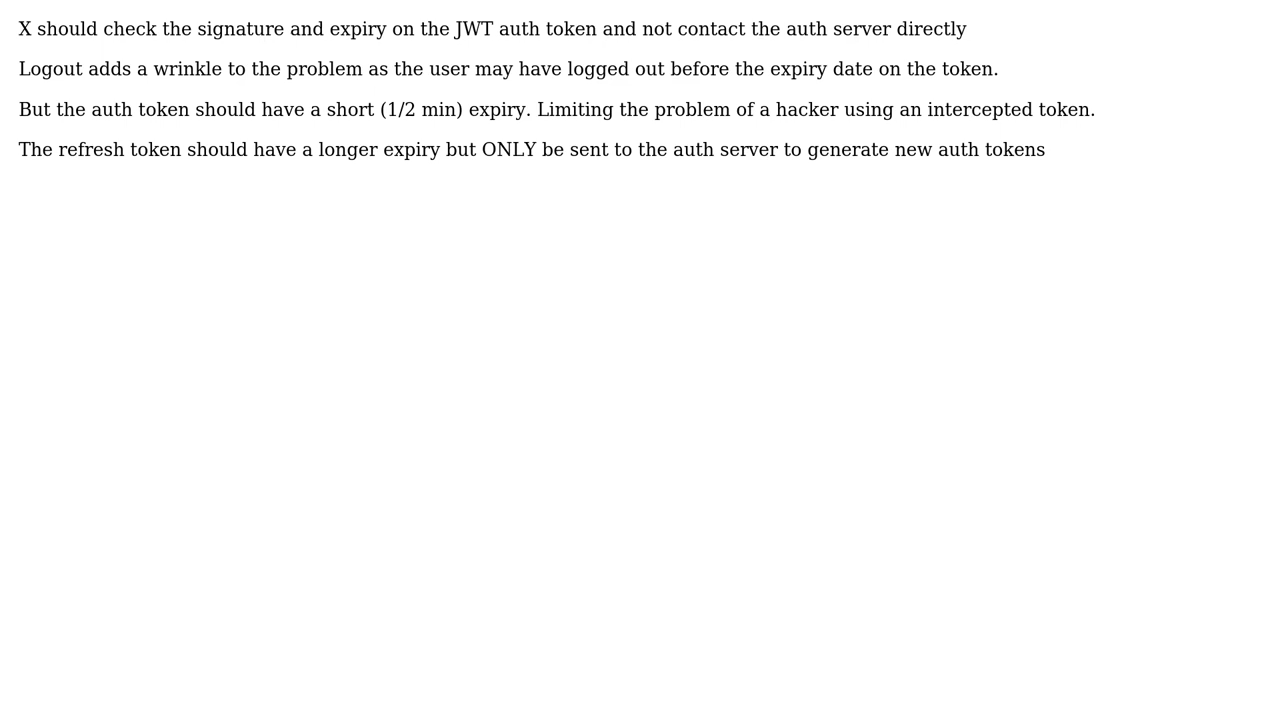 X should check the signature and expiry on the JWT auth token and not contact the auth server directly
Logout adds a wrinkle to the problem as the user may have logged out before the expiry date on the token.
But the auth token should have a short (1/2 min) expiry. Limiting the problem of a hacker using an intercepted token.
The refresh token should have a longer expiry but ONLY be sent to the auth server to generate new auth tokens